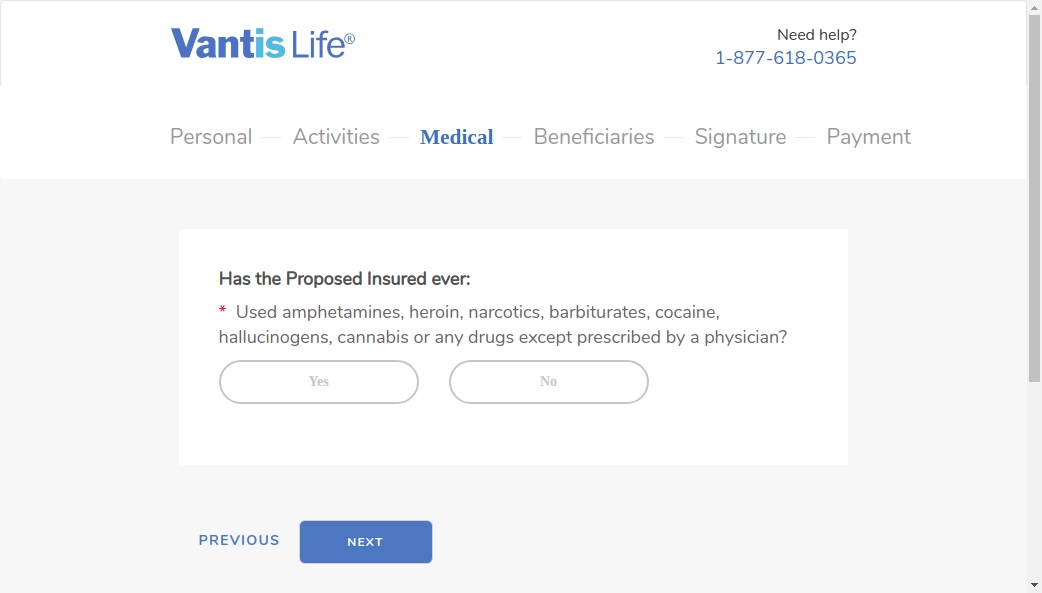 Vantis Life®
Need help?
1-877-618-0365
Personal Activities Medical Beneficiaries Signature Payment
Has the Proposed Insured ever:
* Used amphetamines, heroin, narcotics, barbiturates, cocaine,
hallucinogens, cannabis or any drugs except prescribed by a physician?
Yes No
PREVIOUS NEXT